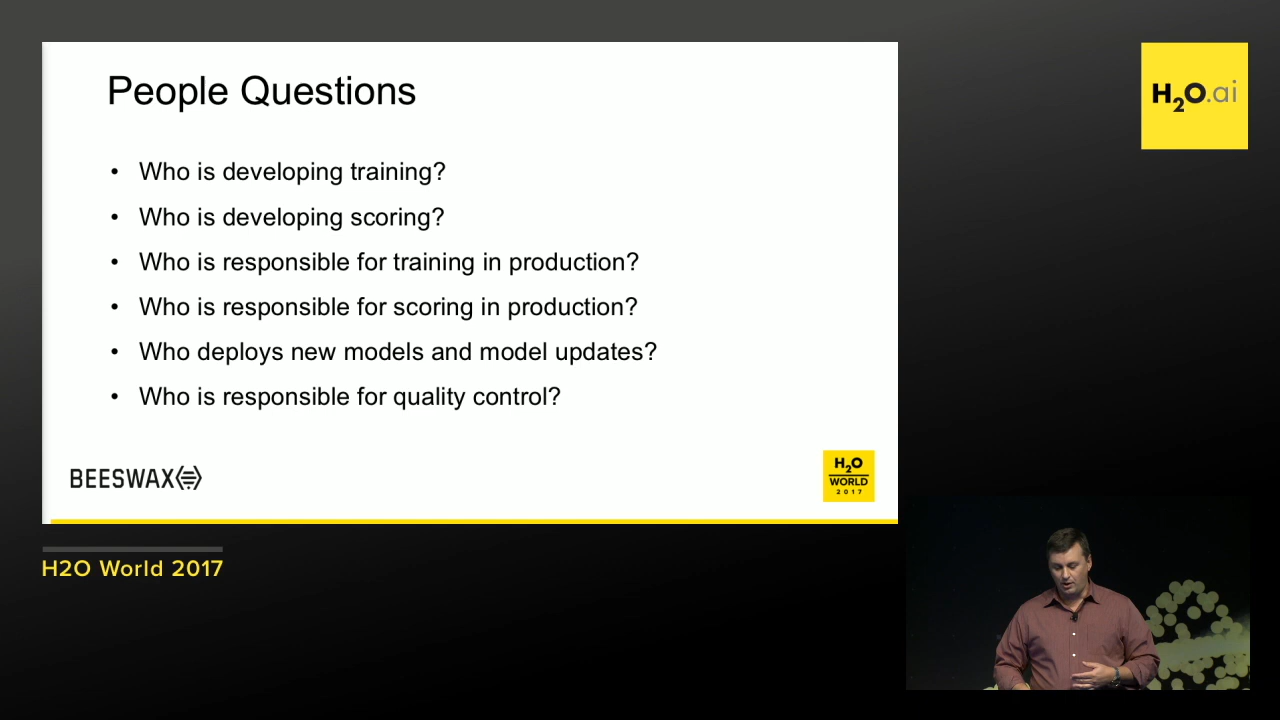 People Questions
• Who is developing training?
• Who is developing scoring?
• Who is responsible for training in production?
• Who is responsible for scoring in production?
• Who deploys new models and model updates?
• Who is responsible for quality control?
BEESWAX
H2O
WORLD
2017
H2O.ai
H2O World 2017